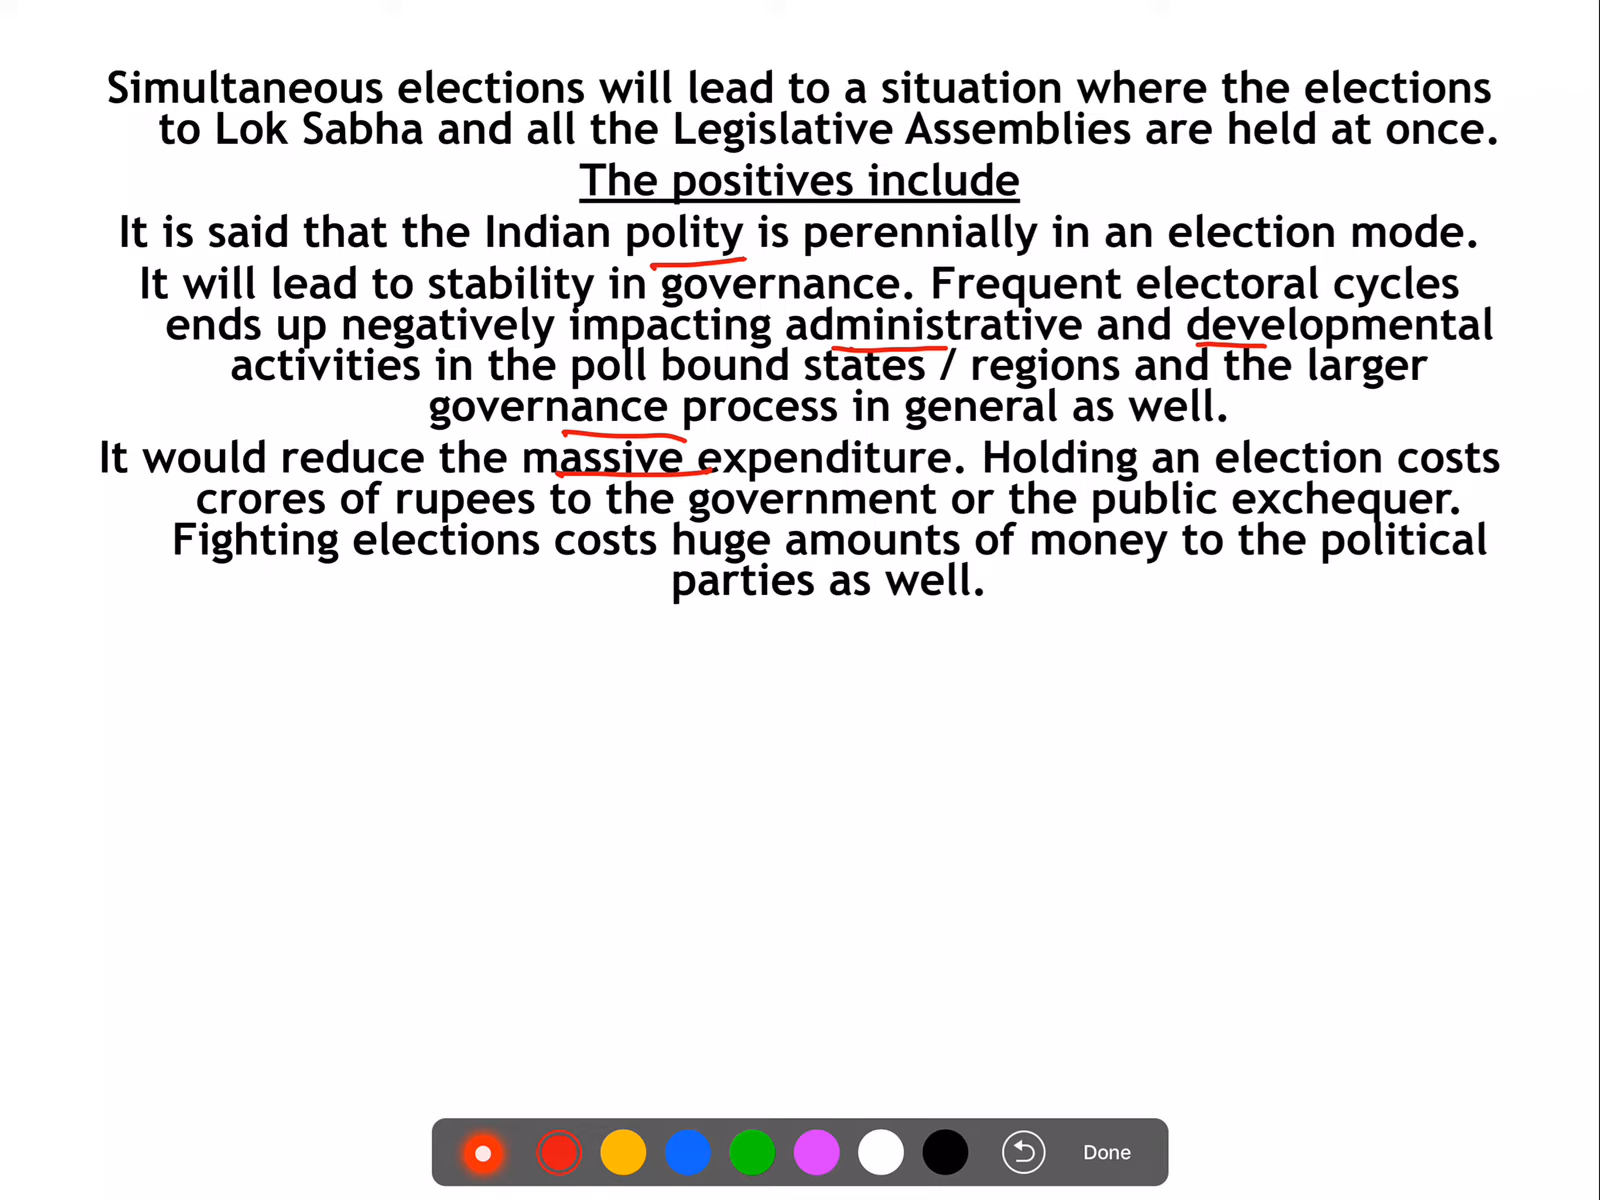 Simultaneous elections will lead to a situation where the elections
to Lok Sabha and all the Legislative Assemblies are held at once.
The positives include
It is said that the Indian polity is perennially in an election mode.
It will lead to stability in governance. Frequent electoral cycles
ends up negatively impacting administrative and developmental
activities in the poll bound states / regions and the larger
governance process in general as well.
It would reduce the massive expenditure. Holding an election costs
crores of rupees to the government or the public exchequer.
Fighting elections costs huge amounts of money to the political
parties as well.
Done